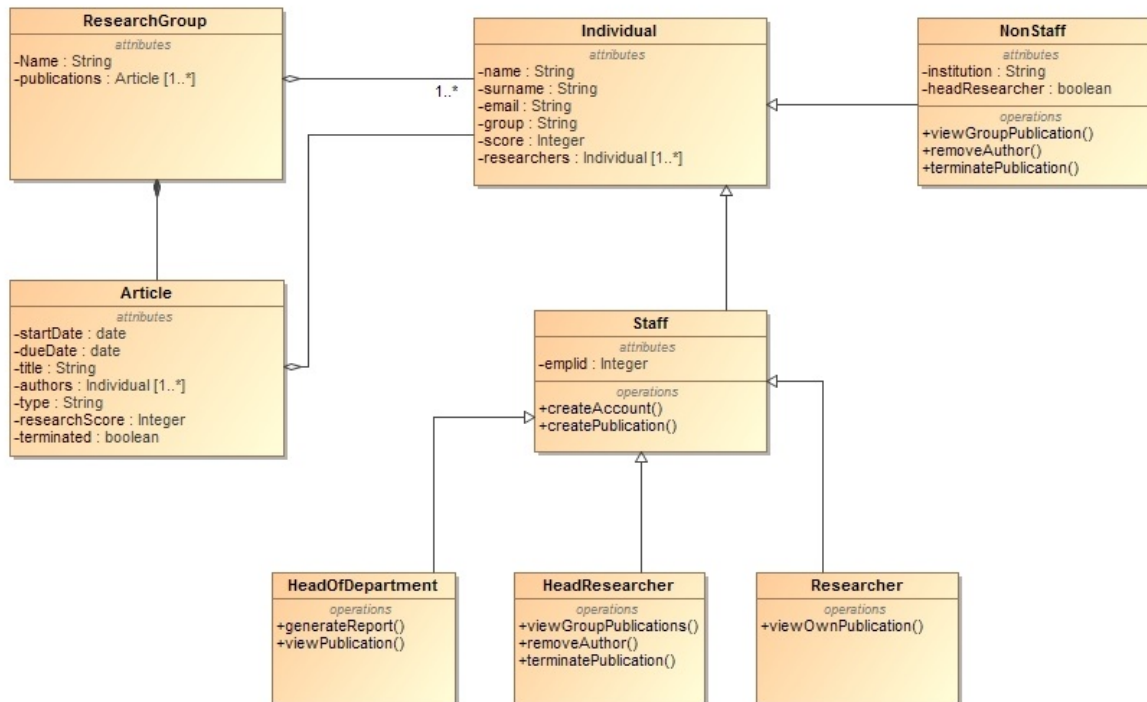 ResearchGroup
attributes
-Name : String
-publications : Article [1..*]
1..*
Individual
attributes
-name : String
-surname : String
-email : String
-group : String
-score : Integer
-researchers : Individual [1..*]
NonStaff
attributes
-institution : String
-headResearcher : boolean
operations
+viewGroupPublication()
+removeAuthor()
+terminatePublication()
Article
attributes
-startDate : date
-dueDate : date
-title : String
-authors : Individual [1..*]
-type : String
-researchScore : Integer
-terminated : boolean
Staff
attributes
-emplid : Integer
operations
+createAccount()
+createPublication()
HeadOfDepartment
operations
+generateReport()
+viewPublication()
HeadResearcher
operations
+viewGroupPublications()
+removeAuthor()
+terminatePublication()
Researcher
operations
+viewOwnPublication()